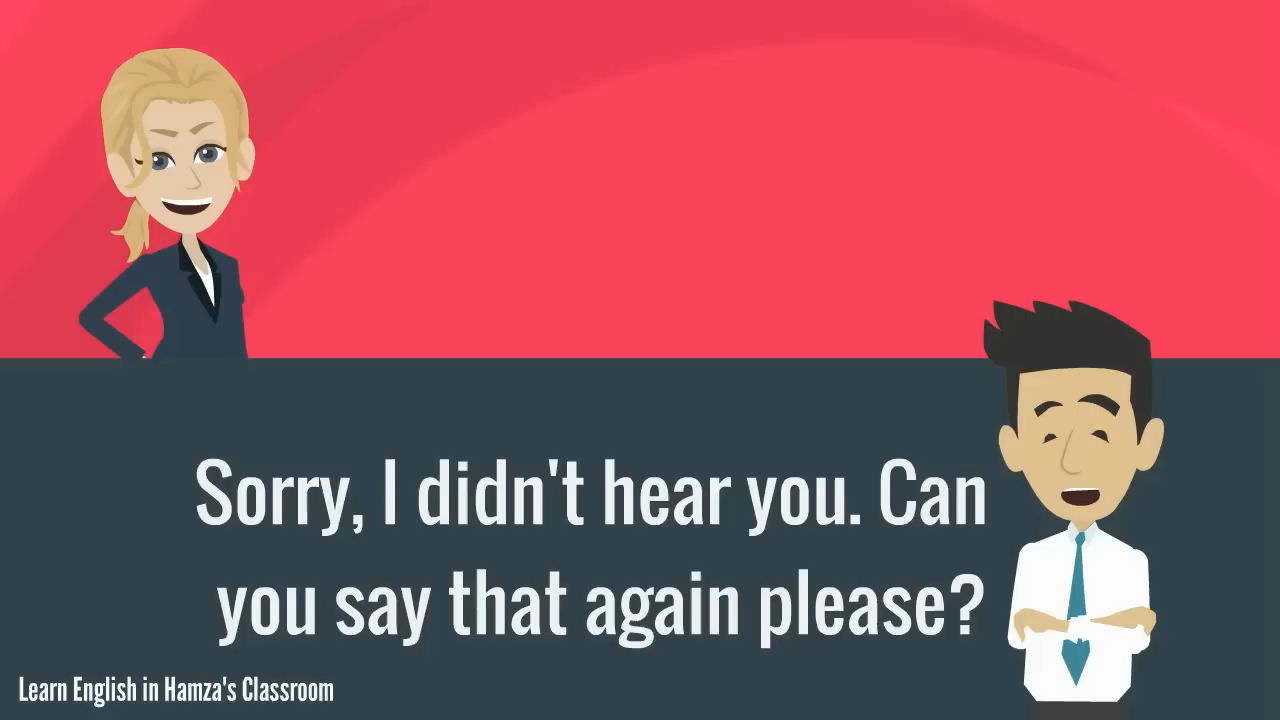 Sorry, I didn't hear you. Can
you say that again please?
Learn English in Hamza's Classroom